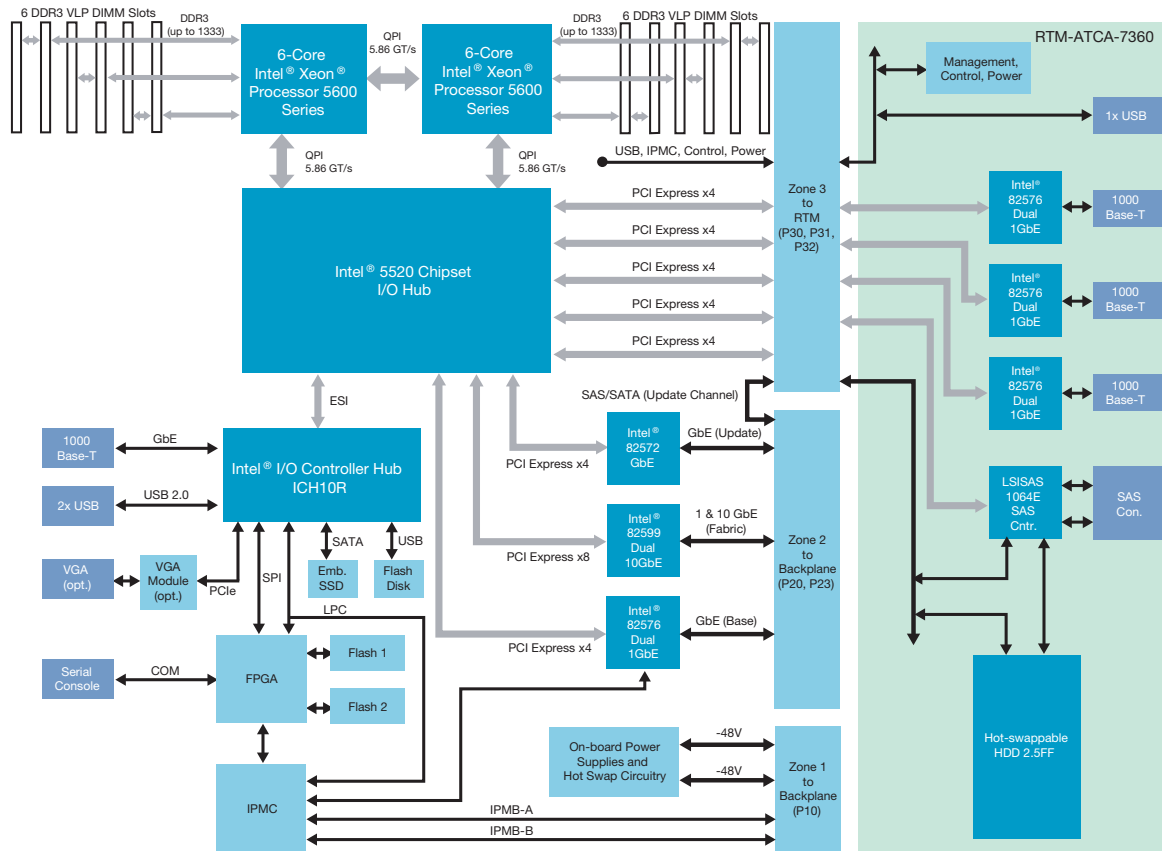 6 DDR3 VLP DIMM Slots
DDR3
(up to 1333)
QPI
5.86 GT/s
DDR3
(up to 1333)
6 DDR3 VLP DIMM Slots
6-Core
Intel® Xeon®
Processor 5600
Series
6-Core
Intel® Xeon®
Processor 5600
Series
QPI
5.86 GT/s
QPI
5.86 GT/s
USB, IPMC, Control, Power
RTM-ATCA-7360
Management,
Control, Power
1x USB
Intel® 5520 Chipset
I/O Hub
PCI Express x4
PCI Express x4
PCI Express x4
PCI Express x4
PCI Express x4
Zone 3
to
RTM
(P30, P31,
P32)
Intel®
82576
Dual
1GbE
1000
Base-T
Intel®
82576
Dual
1GbE
1000
Base-T
Intel®
82576
Dual
1GbE
1000
Base-T
ESI
SAS/SATA (Update Channel)
1000
Base-T
GbE
Intel® I/O Controller Hub
ICH10R
2x USB
USB 2.0
PCI Express x4
Intel®
82572
GbE
GbE (Update)
PCI Express x8
Intel®
82599
Dual
10GbE
1 & 10 GbE
(Fabric)
PCI Express x4
Intel®
82576
Dual
1GbE
GbE (Base)
Zone 2
to
Backplane
(P20, P23)
LSISAS
1064E
SAS
Cntr.
SAS
Con.
VGA
(opt.)
VGA
Module
(opt.)
PCIe
SPI
SATA
USB
Emb.
SSD
Flash
Disk
LPC
Serial
Console
COM
FPGA
Flash 1
Flash 2
IPMC
On-board Power
Supplies and
Hot Swap Circuitry
-48V
-48V
IPMB-A
IPMB-B
Zone 1
to
Backplane
(P10)
Hot-swappable
HDD 2.5FF